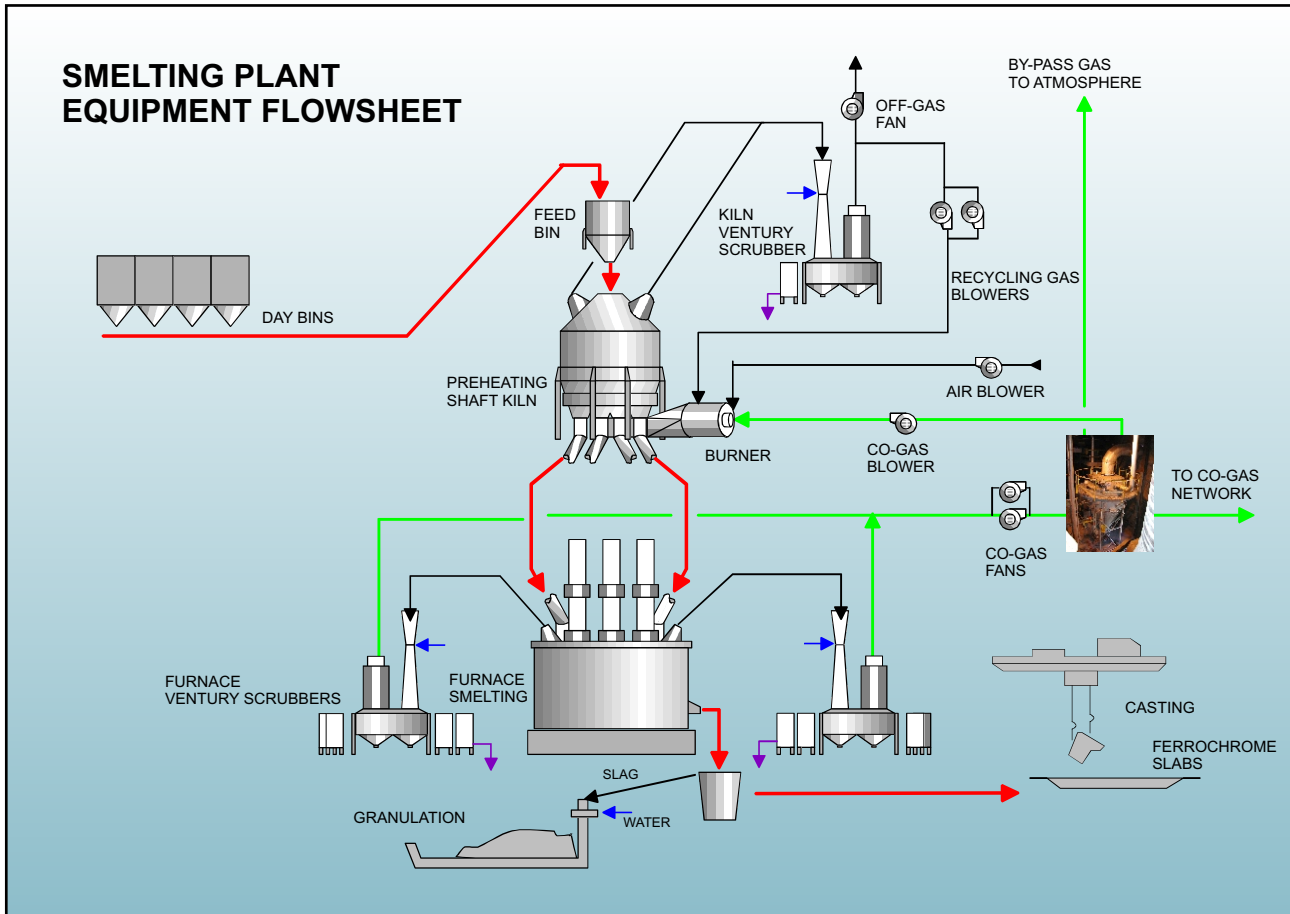 SMELTING PLANT
EQUIPMENT FLOWSHEET
BY-PASS GAS
TO ATMOSPHERE
OFF-GAS
FAN
FEED
BIN
KILN
VENTURY
SCRUBBER
RECYCLING GAS
BLOWERS
DAY BINS
PREHEATING
SHAFT KILN
AIR BLOWER
BURNER
CO-GAS
BLOWER
TO CO-GAS
NETWORK
CO-GAS
FANS
FURNACE
VENTURY SCRUBBERS
FURNACE
SMELTING
CASTING
FERROCHROME
SLABS
SLAG
GRANULATION
WATER